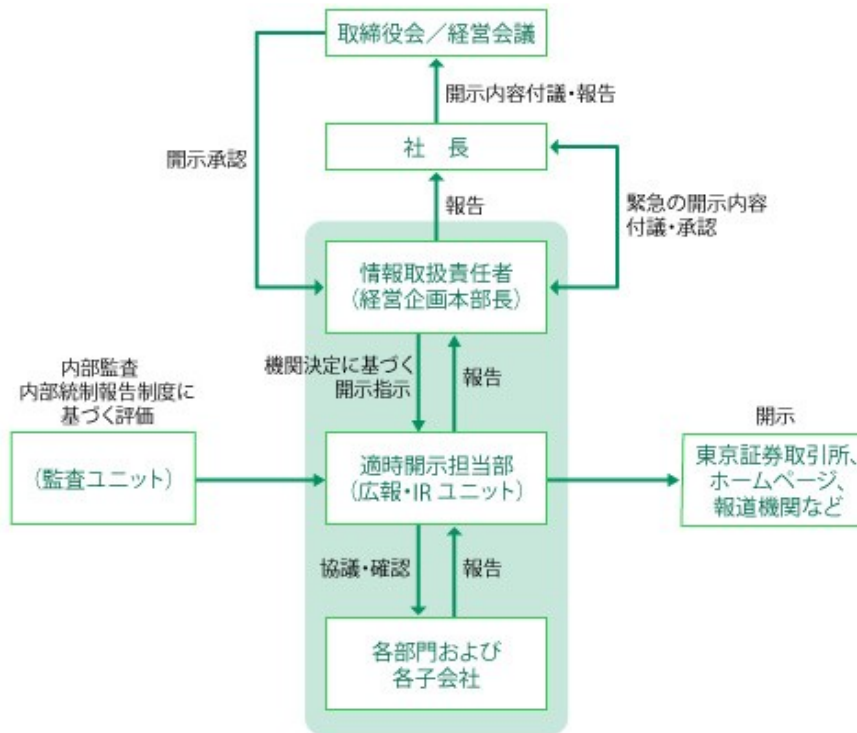 取締役会／経営会議
開示内容付議・報告
開示承認
社　長
報告
緊急の開示内容
付議・承認
情報取扱責任者
（経営企画本部長）
機関決定に基づく
開示指示
報告
内部監査
内部統制報告制度に
基づく評価
（監査ユニット）
適時開示担当部
（広報・IR ユニット）
開示
東京証券取引所、
ホームページ、
報道機関など
協議・確認
報告
各部門および
各子会社